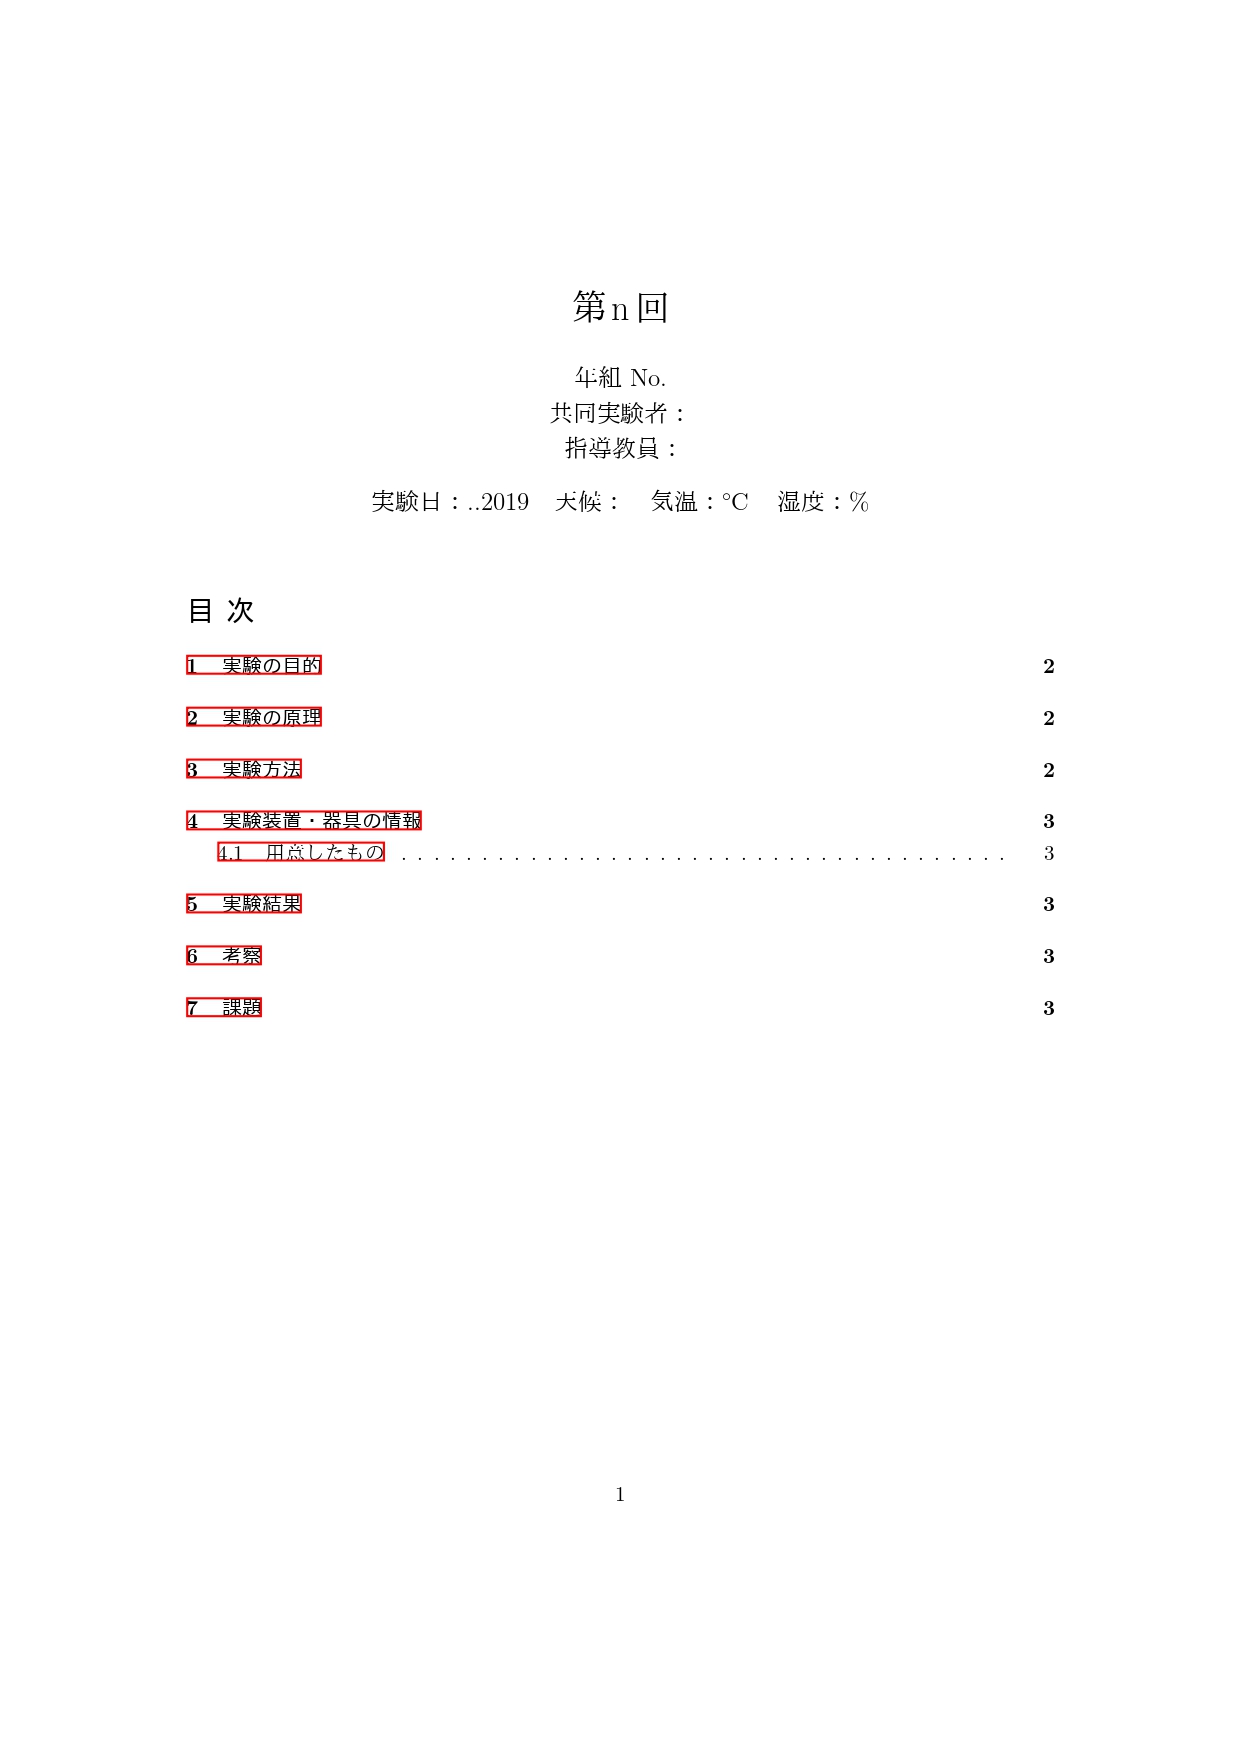 第n回
年組 No.
共同実験者：
指導教員：
実験日：..2019　天候：　気温：°C　湿度：%
目 次
1　実験の目的 2
2　実験の原理 2
3　実験方法 2
4　実験装置・器具の情報 3
4.1　用意したもの . . . . . . . . . . . . . . . . . . . . . . . . . . . . . . . . . . . . . . 3
5　実験結果 3
6　考察 3
7　課題 3
1